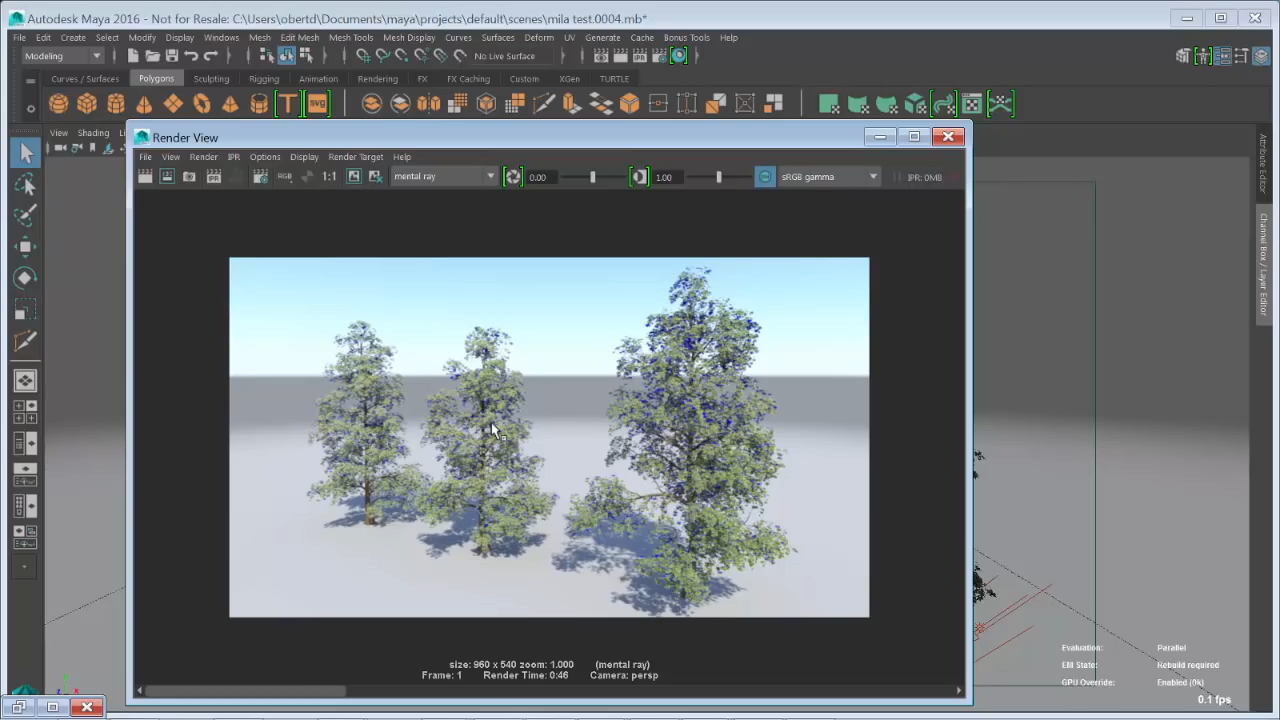 Autodesk Maya 2016 - Not for Resale: C:\Users\obertd\Documents\maya\projects\default\scenes\mila test.0004.mb*
File Edit Create Select Modify Display Windows Mesh Edit Mesh Mesh Tools Mesh Display Curves Surfaces Deform UV Generate Cache Bonus Tools Help
Modeling No Live Surface
Curves / Surfaces Polygons Sculpting Rigging Animation Rendering FX FX Caching Custom XGen TURTLE
T SVG
View Shading
Render View
File View Render IPR Options Display Render Target Help
IPR RGB 1:1 mental ray 0.00 1.00 sRGB gamma IPR: 0MB
Attribute Editor
Channel Box / Layer Editor
size: 960 x 540 zoom: 1.000 (mental ray)
Frame: 1 Render Time: 0:46 Camera: persp
Evaluation: Parallel
EM State: Rebuild required
GPU Override: Enabled (0k)
0.1 fps